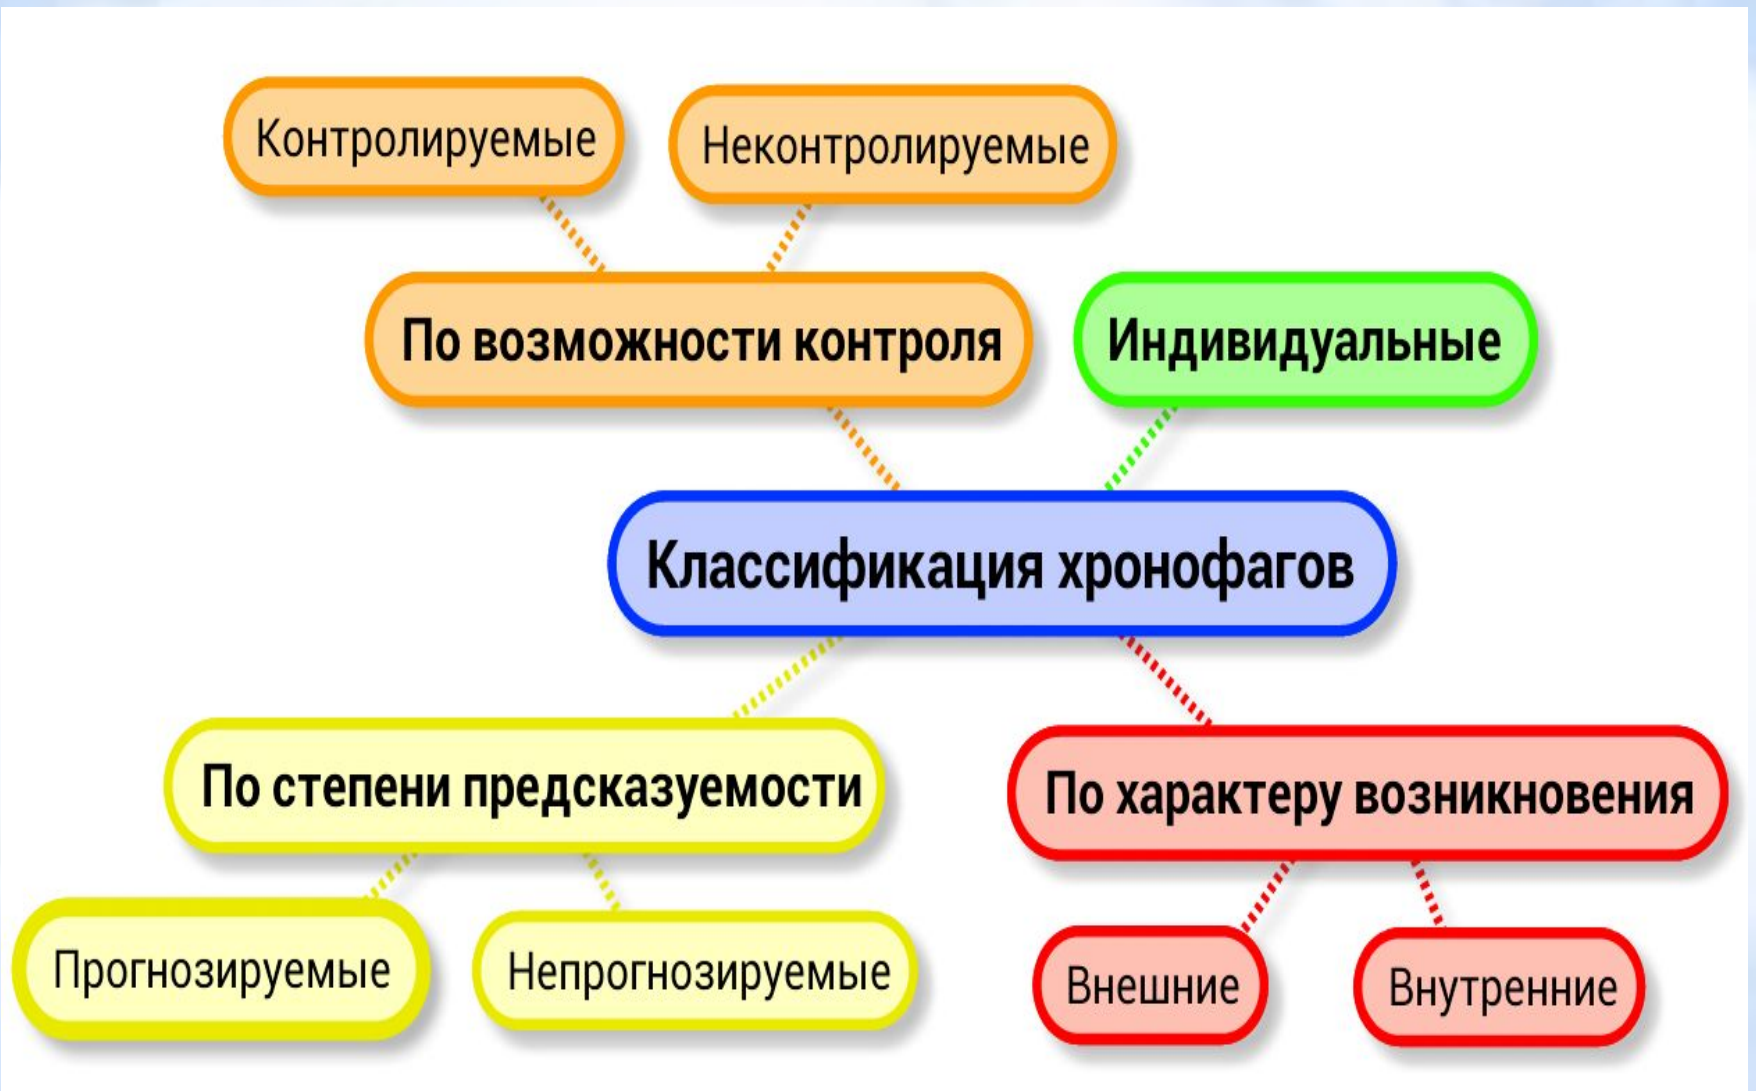 Контролируемые
Неконтролируемые
По возможности контроля
Индивидуальные
Классификация хронофагов
По степени предсказуемости
По характеру возникновения
Прогнозируемые
Непрогнозируемые
Внешние
Внутренние